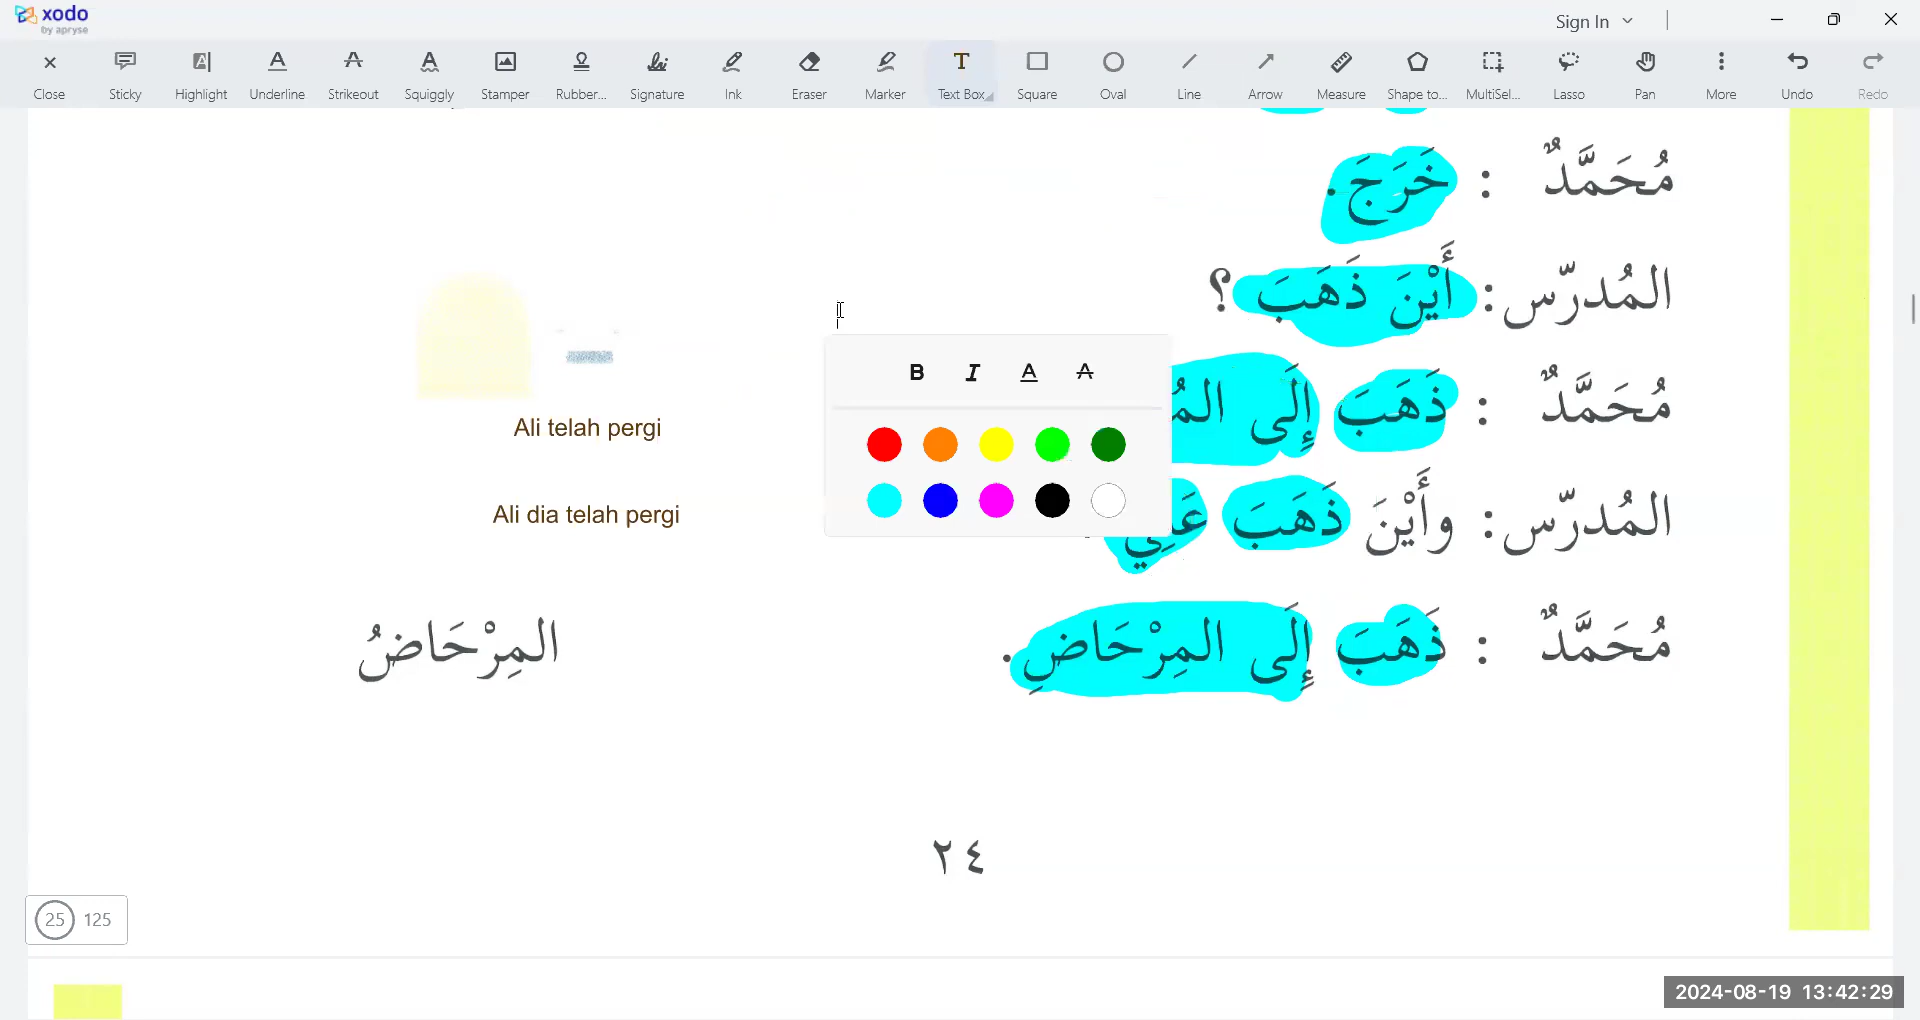 xodo
by apryse
Sign In
Close Sticky Highlight Underline Strikeout Squiggly Stamper Rubber... Signature Ink Eraser Marker Text Box Square Oval Line Arrow Measure Shape to... MultiSel... Lasso Pan More Undo Redo
مُحَمَّدٌ : خَرَجَ.
المُدرّس: أَيْنَ ذَهَبَ ؟
مُحَمَّدٌ : ذَهَبَ إِلَى
Ali telah pergi
المُدرّس: وأَيْنَ ذَهَبَ عَلِيٌّ
Ali dia telah pergi
مُحَمَّدٌ : ذَهَبَ إِلَى المِرْحَاضِ.
المِرْحَاضُ
٢٤
25 125
2024-08-19 13:42:29